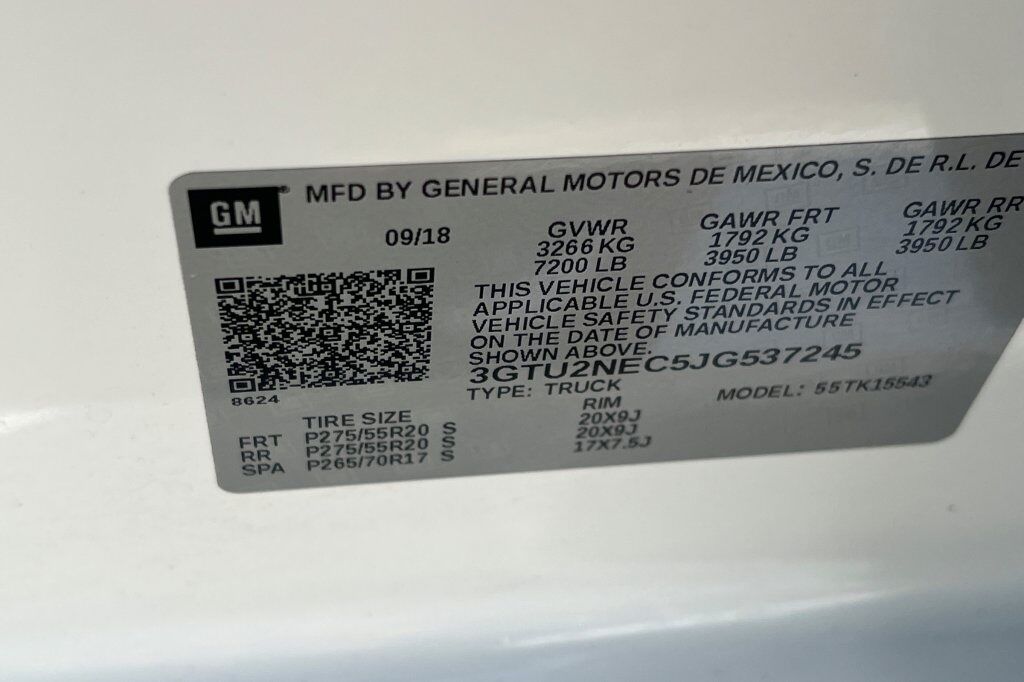 GM® MFD BY GENERAL MOTORS DE MEXICO, S. DE R.L. DE
09/18 GVWR GAWR FRT GAWR RR
3266 KG 1792 KG 1792 KG
7200 LB 3950 LB 3950 LB
THIS VEHICLE CONFORMS TO ALL
APPLICABLE U.S. FEDERAL MOTOR
VEHICLE SAFETY STANDARDS IN EFFECT
ON THE DATE OF MANUFACTURE
SHOWN ABOVE.
3GTU2NEC5JG537245
TYPE: TRUCK MODEL: 55TK15543
8624
TIRE SIZE RIM
FRT P275/55R20 S 20X9J
RR P275/55R20 S 20X9J
SPA P265/70R17 S 17X7.5J